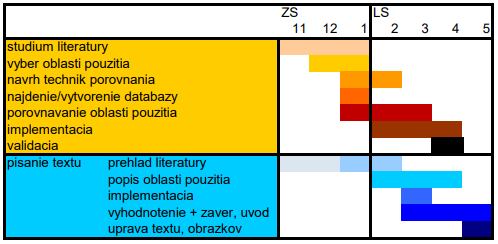 ZS LS
11 12 1 2 3 4 5
studium literatury
vyber oblasti pouzitia
navrh technik porovnania
najdenie/vytvorenie databazy
porovnavanie oblasti pouzitia
implementacia
validacia
pisanie textu prehlad literatury
popis oblasti pouzitia
implementacia
vyhodnotenie + zaver, uvod
uprava textu, obrazkov